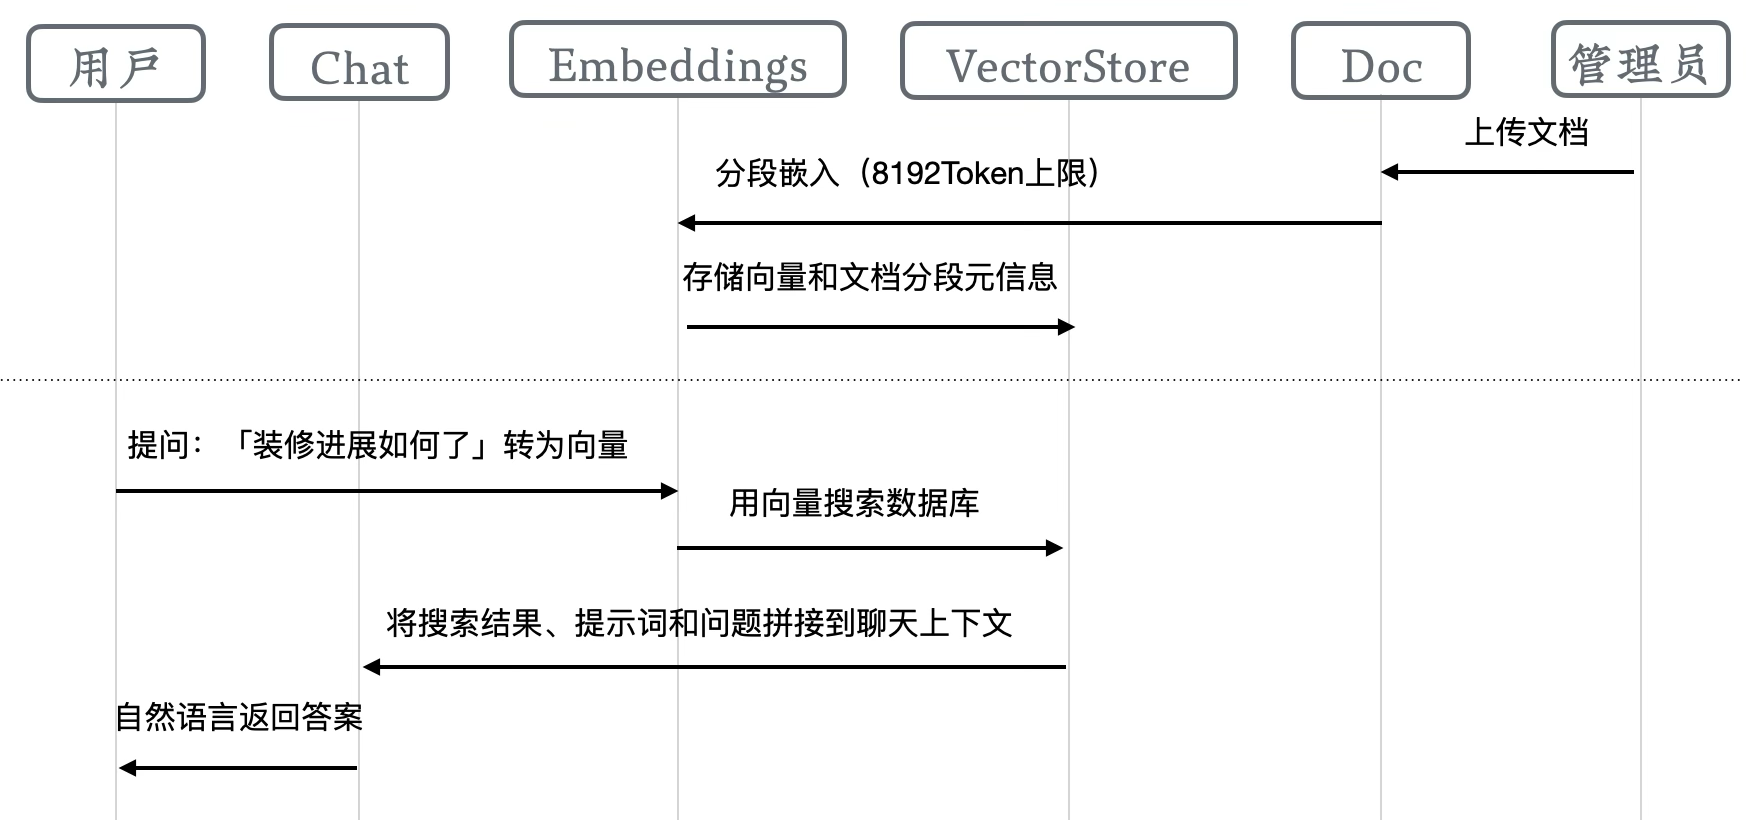 用戶
Chat
Embeddings
VectorStore
Doc
管理员
上传文档
分段嵌入（8192Token上限）
存储向量和文档分段元信息
提问：「装修进展如何了」转为向量
用向量搜索数据库
将搜索结果、提示词和问题拼接到聊天上下文
自然语言返回答案